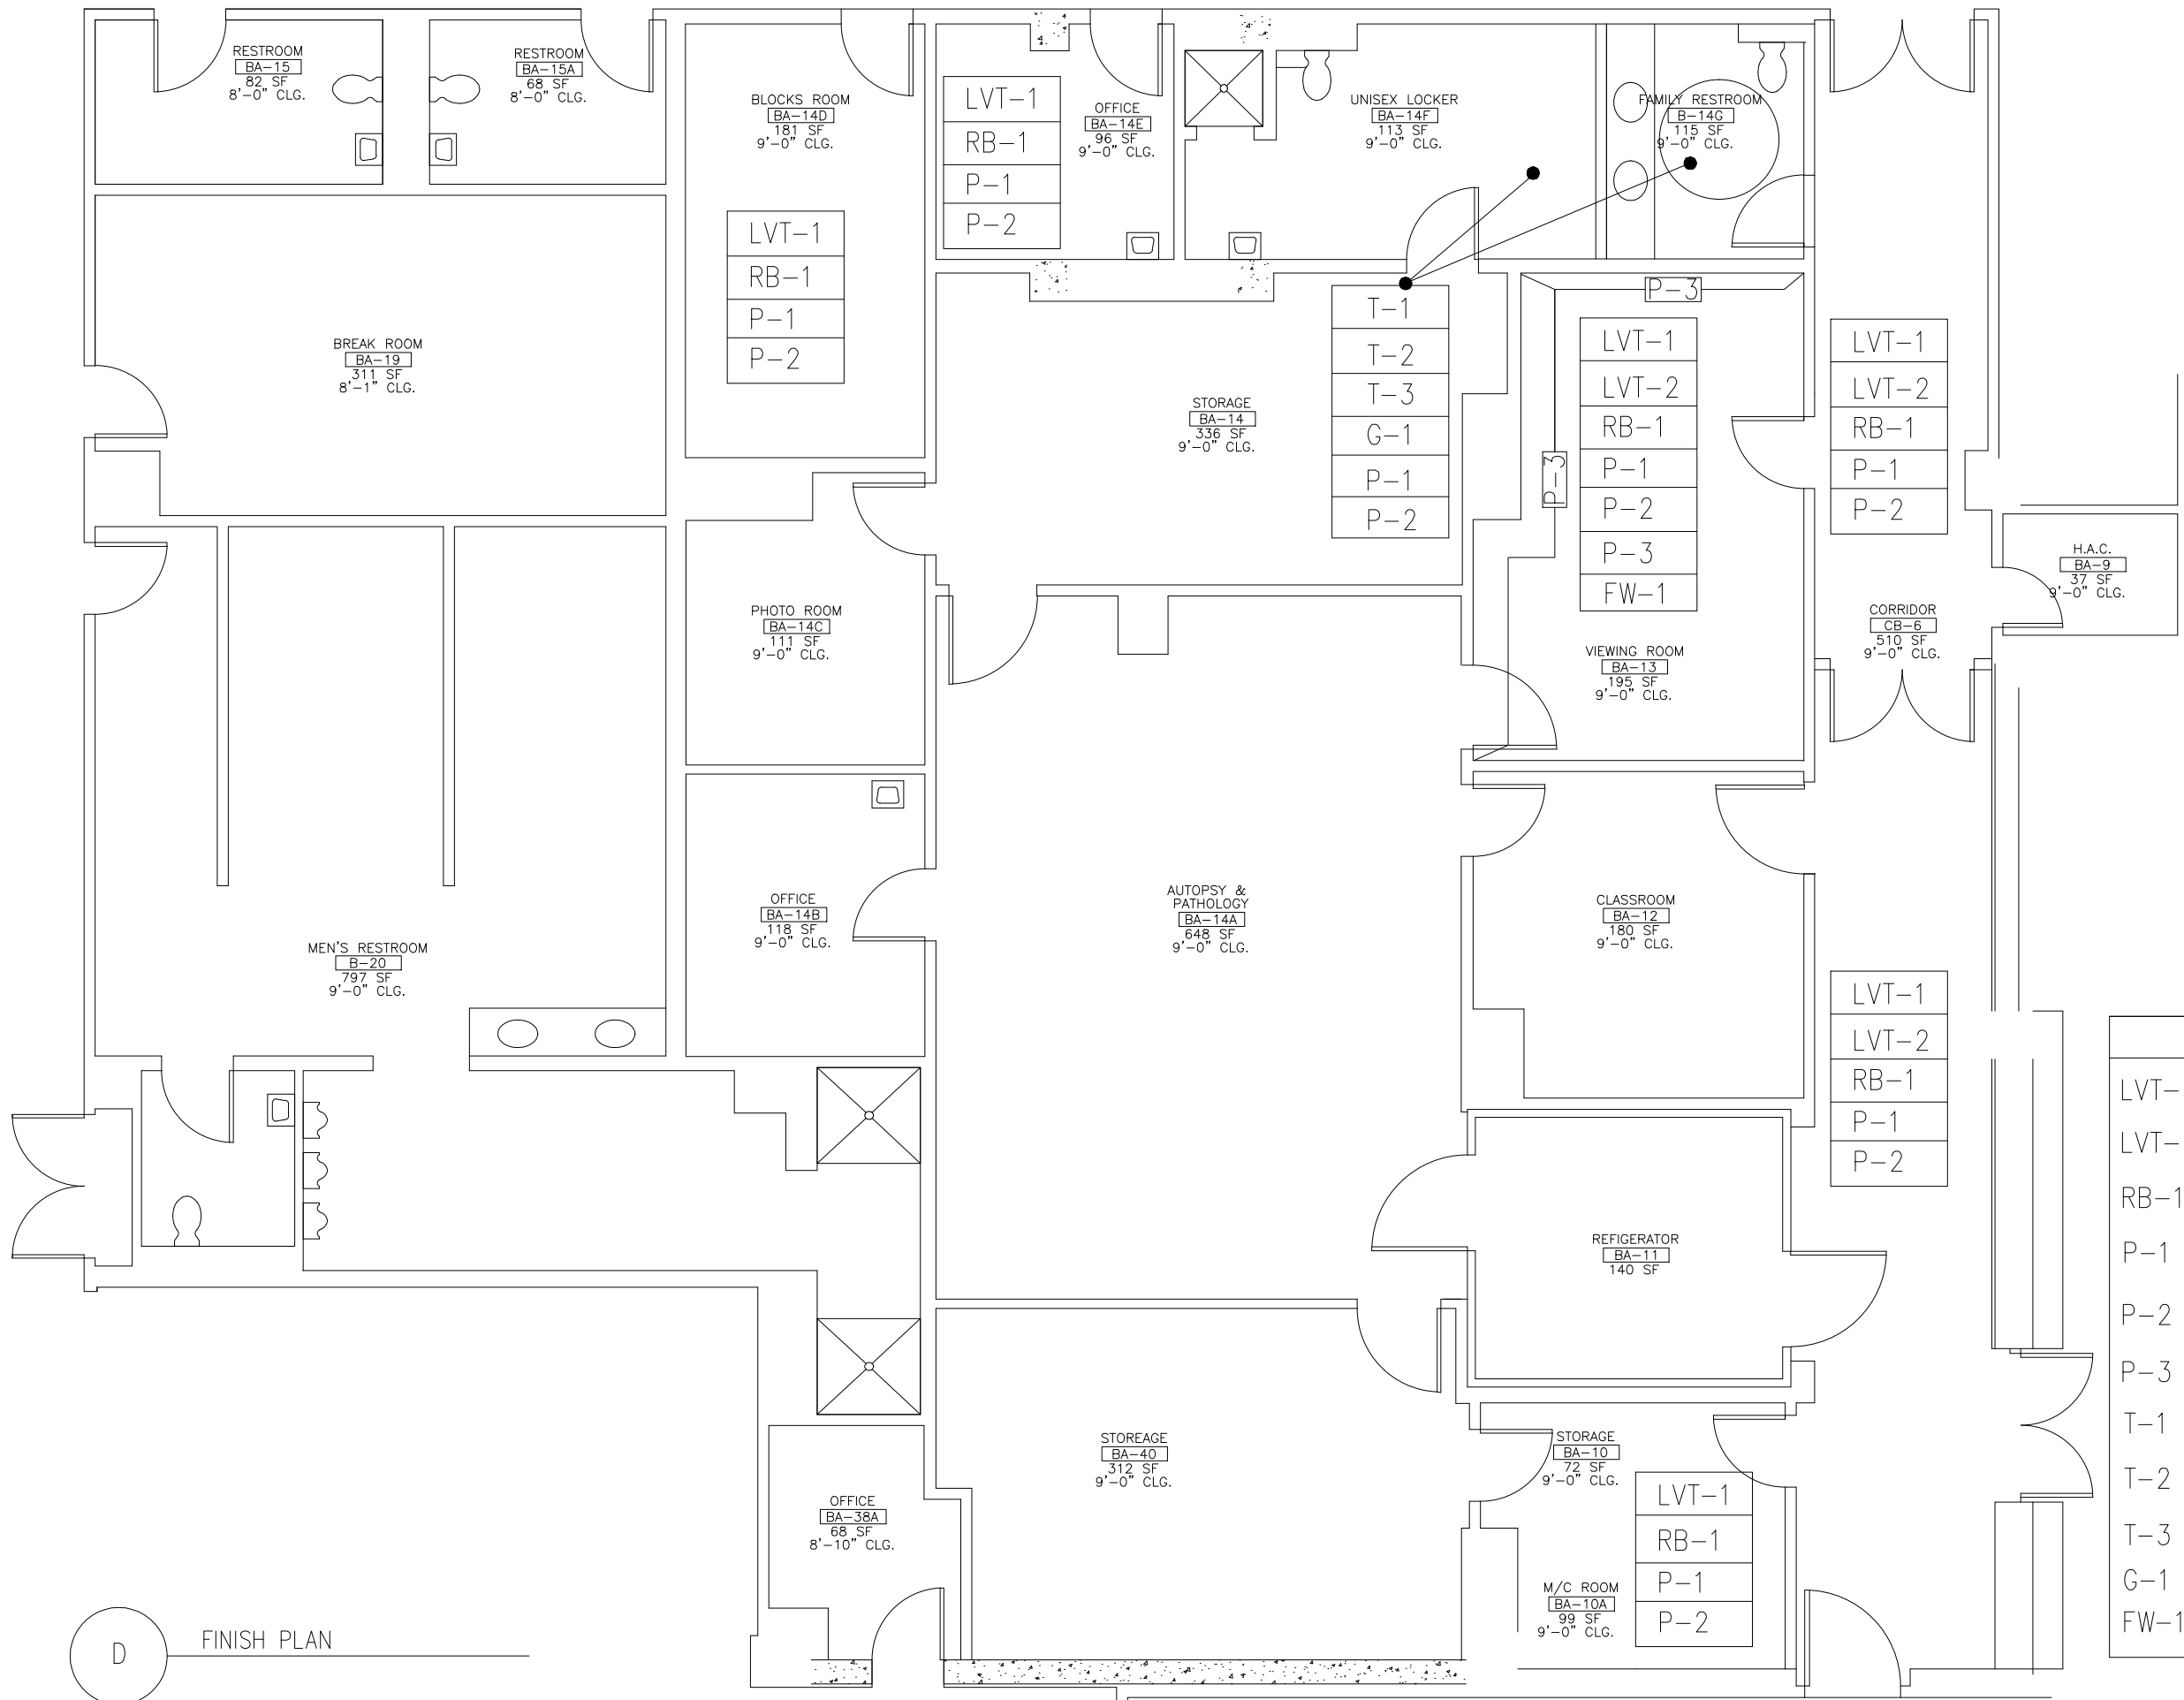 RESTROOM
BA-15
82 SF
8'-0" CLG.
RESTROOM
BA-15A
68 SF
8'-0" CLG.
BLOCKS ROOM
BA-14D
181 SF
9'-0" CLG.
LVT-1
RB-1
P-1
P-2
LVT-1
RB-1
P-1
P-2
OFFICE
BA-14E
96 SF
9'-0" CLG.
UNISEX LOCKER
BA-14F
113 SF
9'-0" CLG.
FAMILY RESTROOM
B-14G
115 SF
9'-0" CLG.
BREAK ROOM
BA-19
311 SF
8'-1" CLG.
STORAGE
BA-14
336 SF
9'-0" CLG.
T-1
T-2
T-3
G-1
P-1
P-2
P-3
P-3
LVT-1
LVT-2
RB-1
P-1
P-2
P-3
FW-1
LVT-1
LVT-2
RB-1
P-1
P-2
H.A.C.
BA-9
37 SF
9'-0" CLG.
PHOTO ROOM
BA-14C
111 SF
9'-0" CLG.
VIEWING ROOM
BA-13
195 SF
9'-0" CLG.
CORRIDOR
CB-6
510 SF
9'-0" CLG.
MEN'S RESTROOM
B-20
797 SF
9'-0" CLG.
OFFICE
BA-14B
118 SF
9'-0" CLG.
AUTOPSY &
PATHOLOGY
BA-14A
648 SF
9'-0" CLG.
CLASSROOM
BA-12
180 SF
9'-0" CLG.
LVT-1
LVT-2
RB-1
P-1
P-2
REFIGERATOR
BA-11
140 SF
STOREAGE
BA-40
312 SF
9'-0" CLG.
STORAGE
BA-10
72 SF
9'-0" CLG.
OFFICE
BA-38A
68 SF
8'-10" CLG.
M/C ROOM
BA-10A
99 SF
9'-0" CLG.
LVT-1
RB-1
P-1
P-2
LVT-
LVT-
RB-1
P-1
P-2
P-3
T-1
T-2
T-3
G-1
FW-1
D
FINISH PLAN